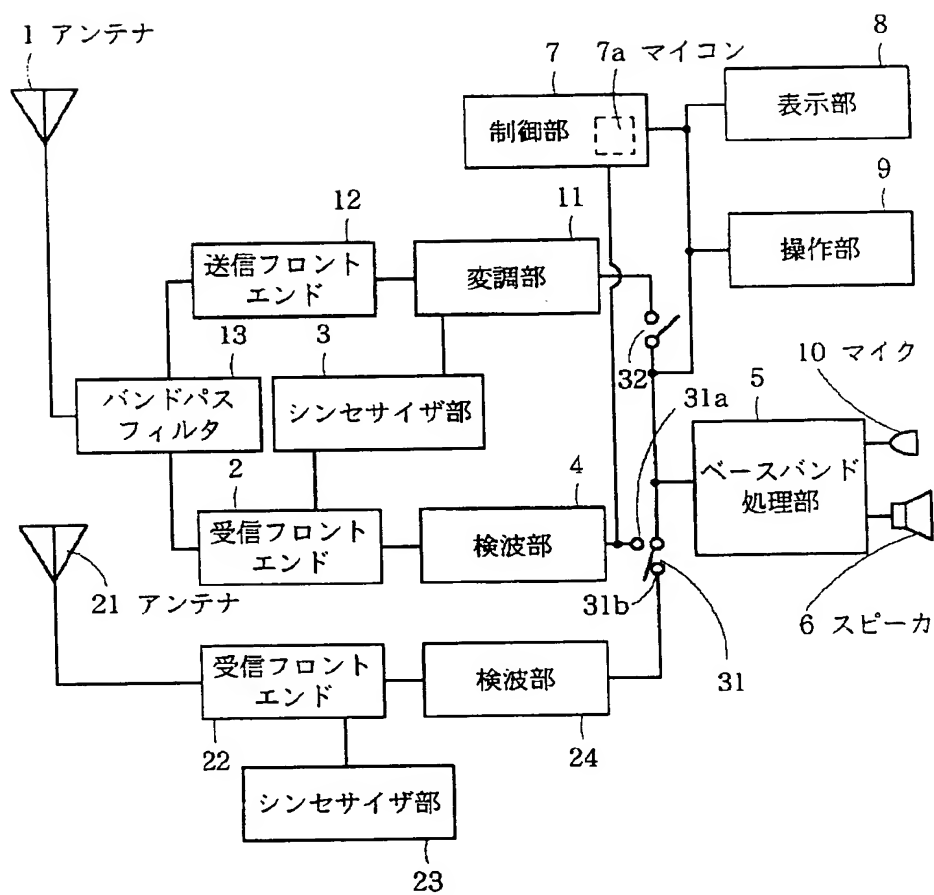 1 アンテナ
7
7a マイコン
8
制御部
表示部
9
操作部
12
11
送信フロント
エンド
変調部
13
3
32
10 マイク
バンドパス
フィルタ
シンセサイザ部
31a
5
2
4
ベースバンド
処理部
受信フロント
エンド
検波部
21 アンテナ
31b
6 スピーカ
31
受信フロント
エンド
検波部
22
24
シンセサイザ部
23